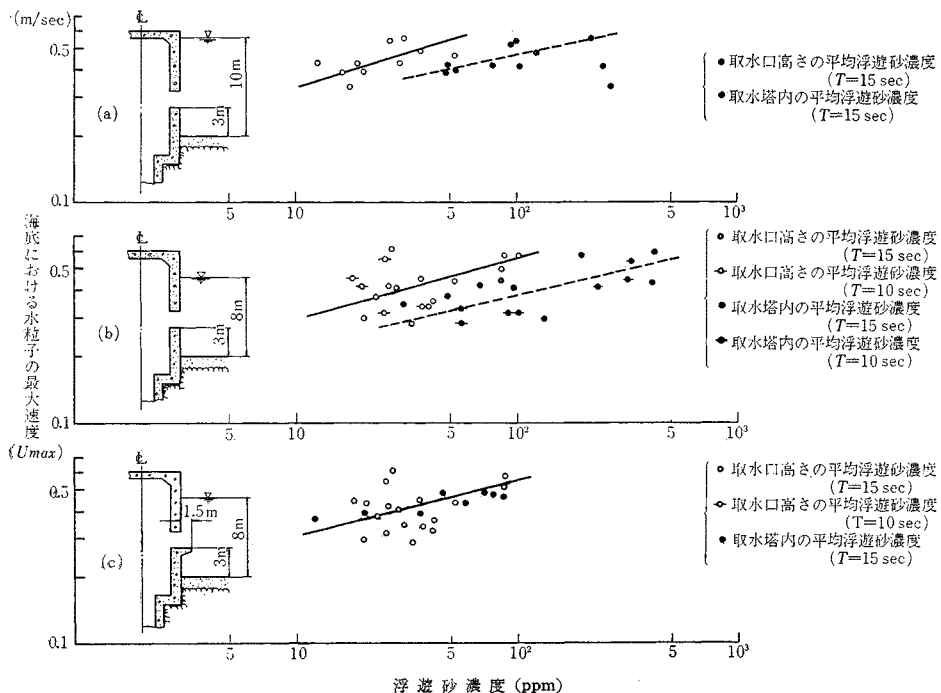 (m/sec)
℄
0.5
10m
(a)
3m
0.1
5
10
5
10²
5
10³
● 取水口高さの平均浮遊砂濃度
(T=15 sec)
● 取水塔内の平均浮遊砂濃度
(T=15 sec)
海底における水粒子の最大速度
(Umax)
℄
0.5
8m
(b)
3m
0.1
5
10
5
10²
5
10³
○ 取水口高さの平均浮遊砂濃度
(T=15 sec)
取水口高さの平均浮遊砂濃度
(T=10 sec)
● 取水塔内の平均浮遊砂濃度
(T=15 sec)
取水塔内の平均浮遊砂濃度
(T=10 sec)
℄
0.5
1.5m
8m
(c)
3m
0.1
5
10
5
10²
5
10³
○ 取水口高さの平均浮遊砂濃度
(T=15 sec)
取水口高さの平均浮遊砂濃度
(T=10 sec)
● 取水塔内の平均浮遊砂濃度
(T=15 sec)
浮遊砂濃度 (ppm)